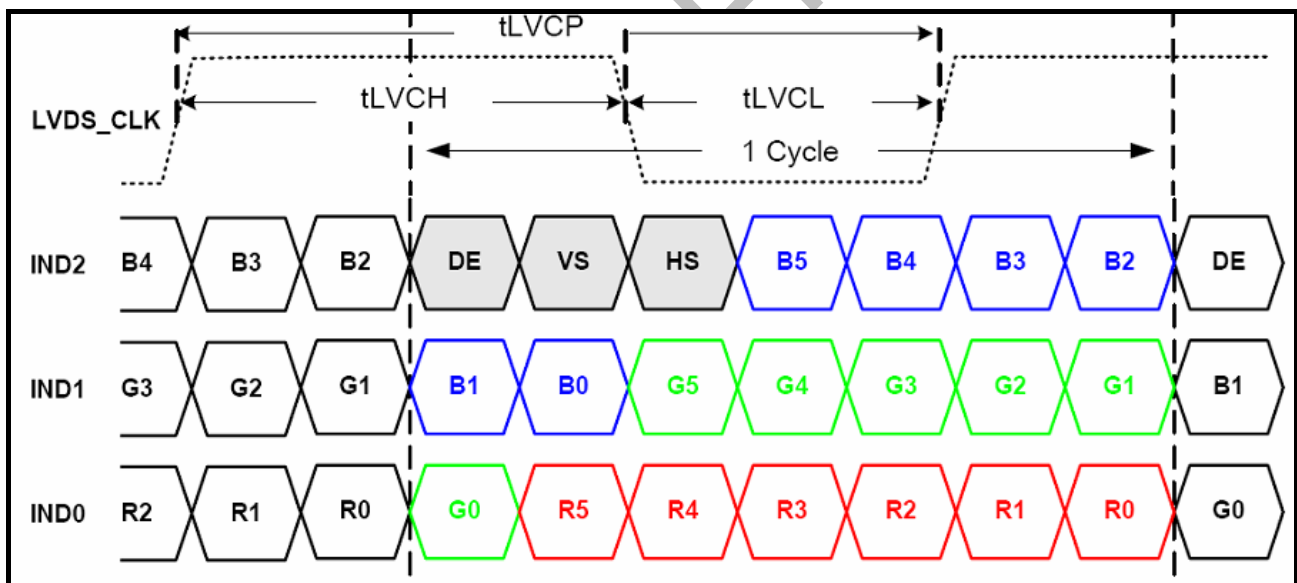 tLVCP
tLVCH tLVCL
LVDS_CLK
1 Cycle
IND2 B4 B3 B2 DE VS HS B5 B4 B3 B2 DE
IND1 G3 G2 G1 B1 B0 G5 G4 G3 G2 G1 B1
IND0 R2 R1 R0 G0 R5 R4 R3 R2 R1 R0 G0